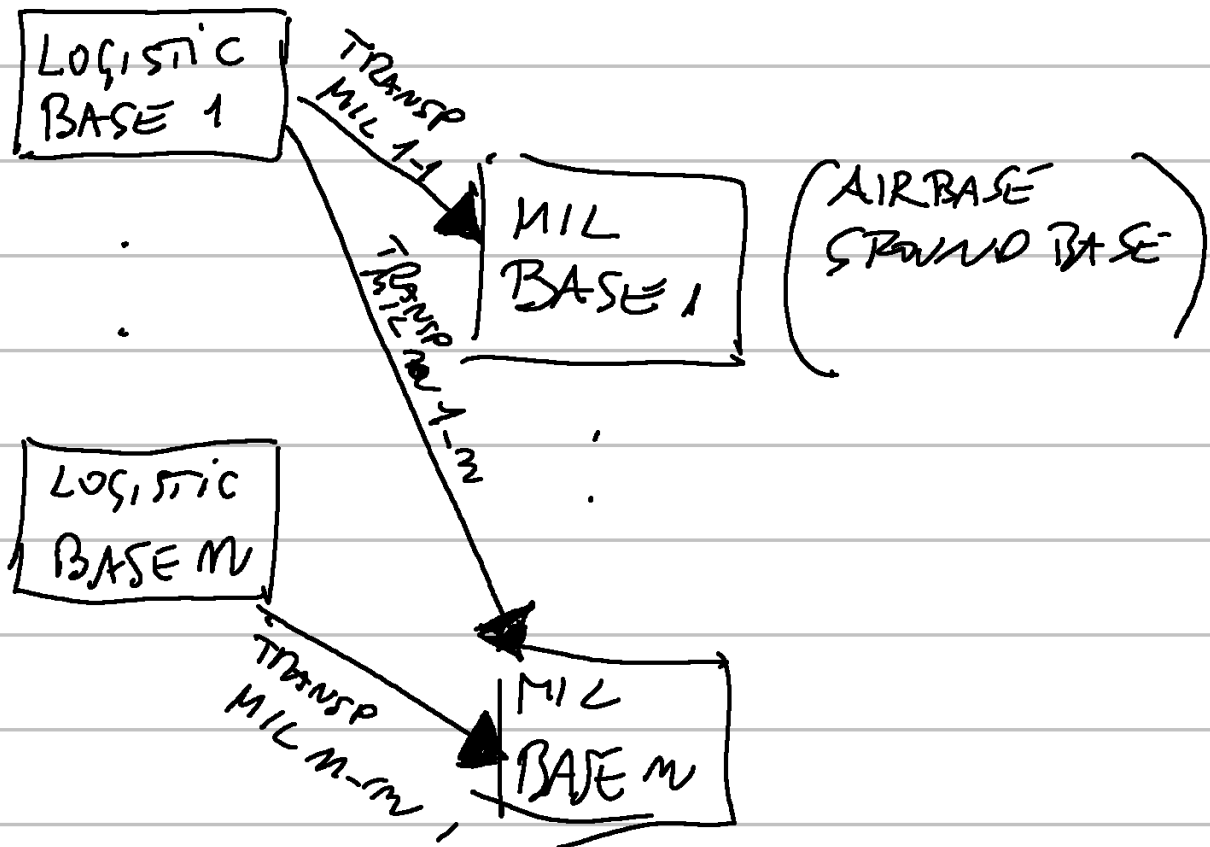 LOGISTIC
BASE 1
TRANSP
MIL 1-1
MIL
BASE 1
(AIRBASE
GROUND BASE)
TRANSP
MIL 1-m
LOGISTIC
BASE M
TRANSP
MIL M-m
MIL
BASE m